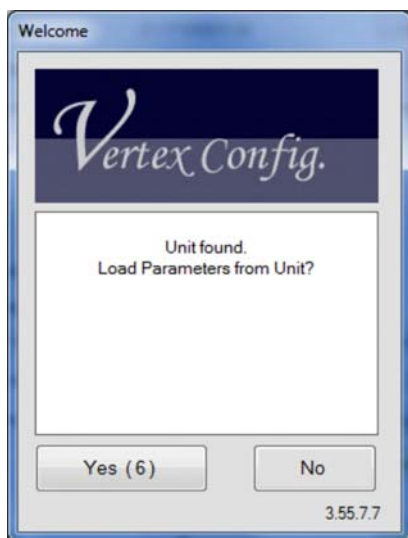 Welcome
Vertex Config.
Unit found.
Load Parameters from Unit?
Yes (6)
No
3.55.7.7